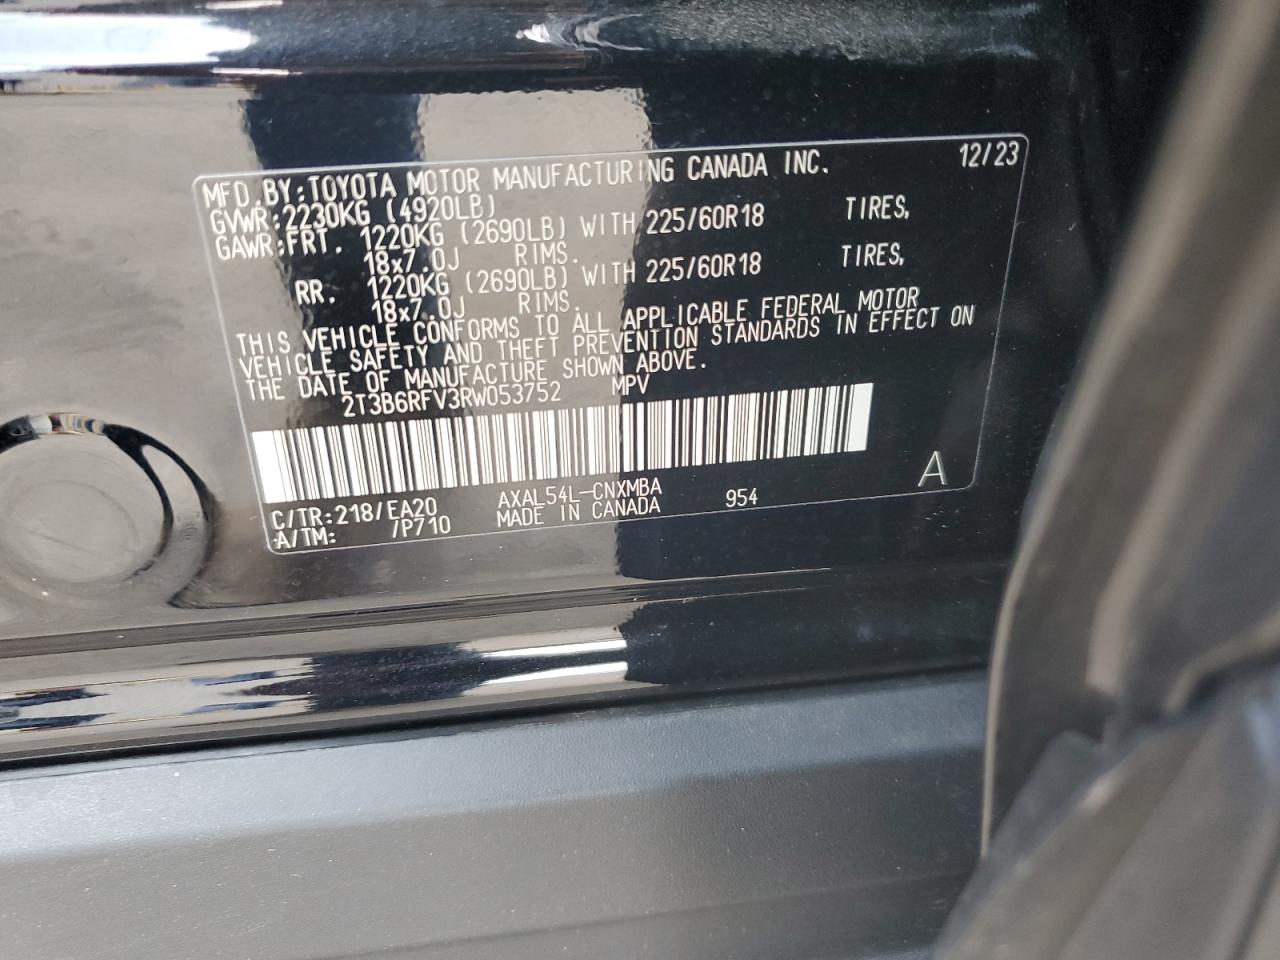 MFD.BY:TOYOTA MOTOR MANUFACTURING CANADA INC. 12/23
GVWR:2230KG (4920LB)
GAWR:FRT. 1220KG (2690LB) WITH 225/60R18 TIRES,
18x7.0J RIMS.
RR. 1220KG (2690LB) WITH 225/60R18 TIRES,
18x7.0J RIMS.
THIS VEHICLE CONFORMS TO ALL APPLICABLE FEDERAL MOTOR
VEHICLE SAFETY AND THEFT PREVENTION STANDARDS IN EFFECT ON
THE DATE OF MANUFACTURE SHOWN ABOVE.
2T3B6RFV3RW053752 MPV
C/TR:218/EA20 AXAL54L-CNXMBA 954 A
A/TM: /P710 MADE IN CANADA